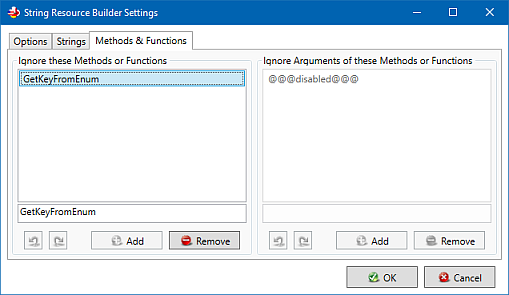 String Resource Builder Settings
Options Strings Methods & Functions
Ignore these Methods or Functions
GetKeyFromEnum
GetKeyFromEnum
Add Remove
Ignore Arguments of these Methods or Functions
@@@disabled@@@
Add Remove
OK Cancel